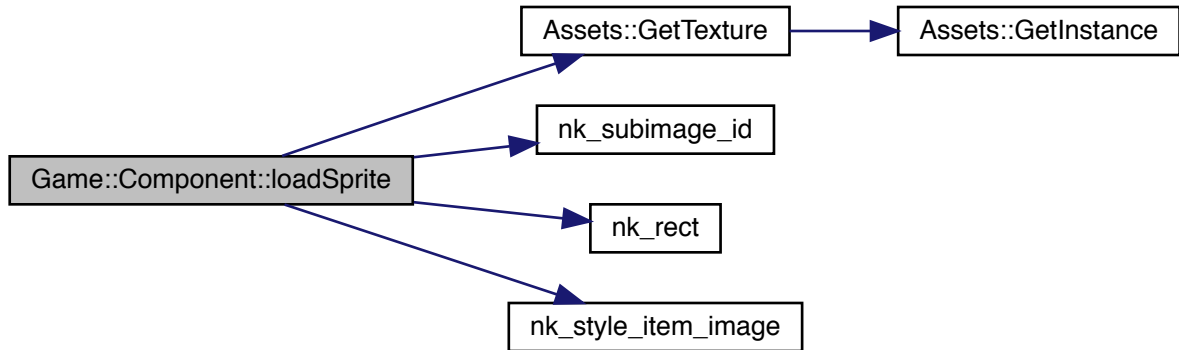 Assets::GetTexture
Assets::GetInstance
nk_subimage_id
Game::Component::loadSprite
nk_rect
nk_style_item_image